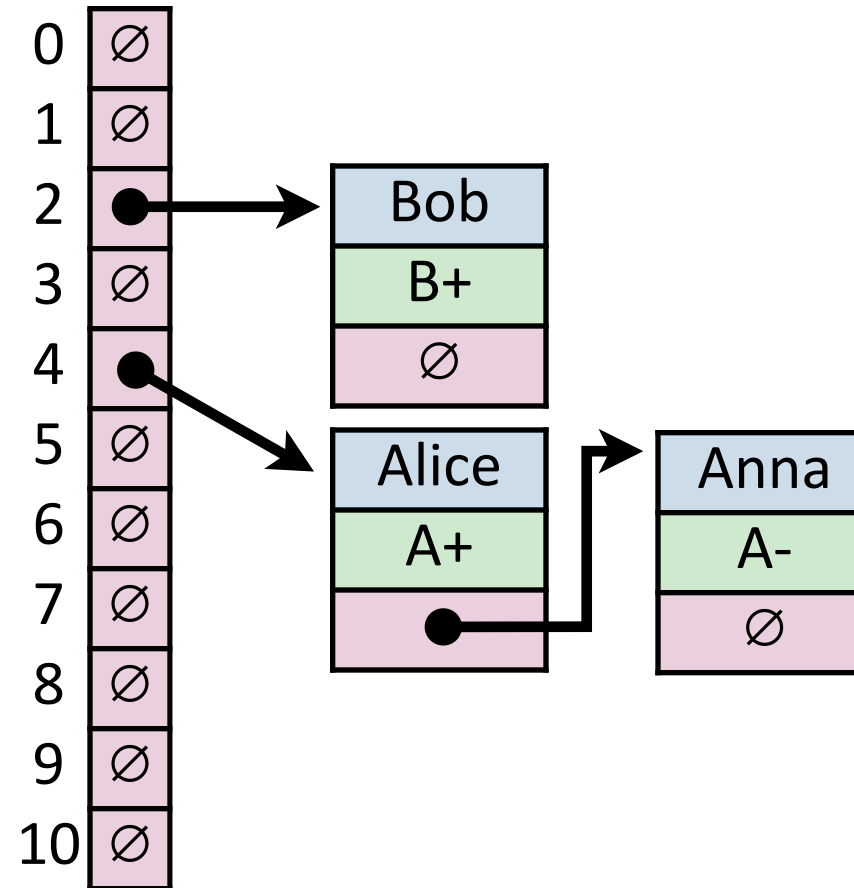 0 ∅
1 ∅
2
3 ∅
4
5 ∅
6 ∅
7 ∅
8 ∅
9 ∅
10 ∅
Bob
B+
∅
Alice
A+
Anna
A-
∅